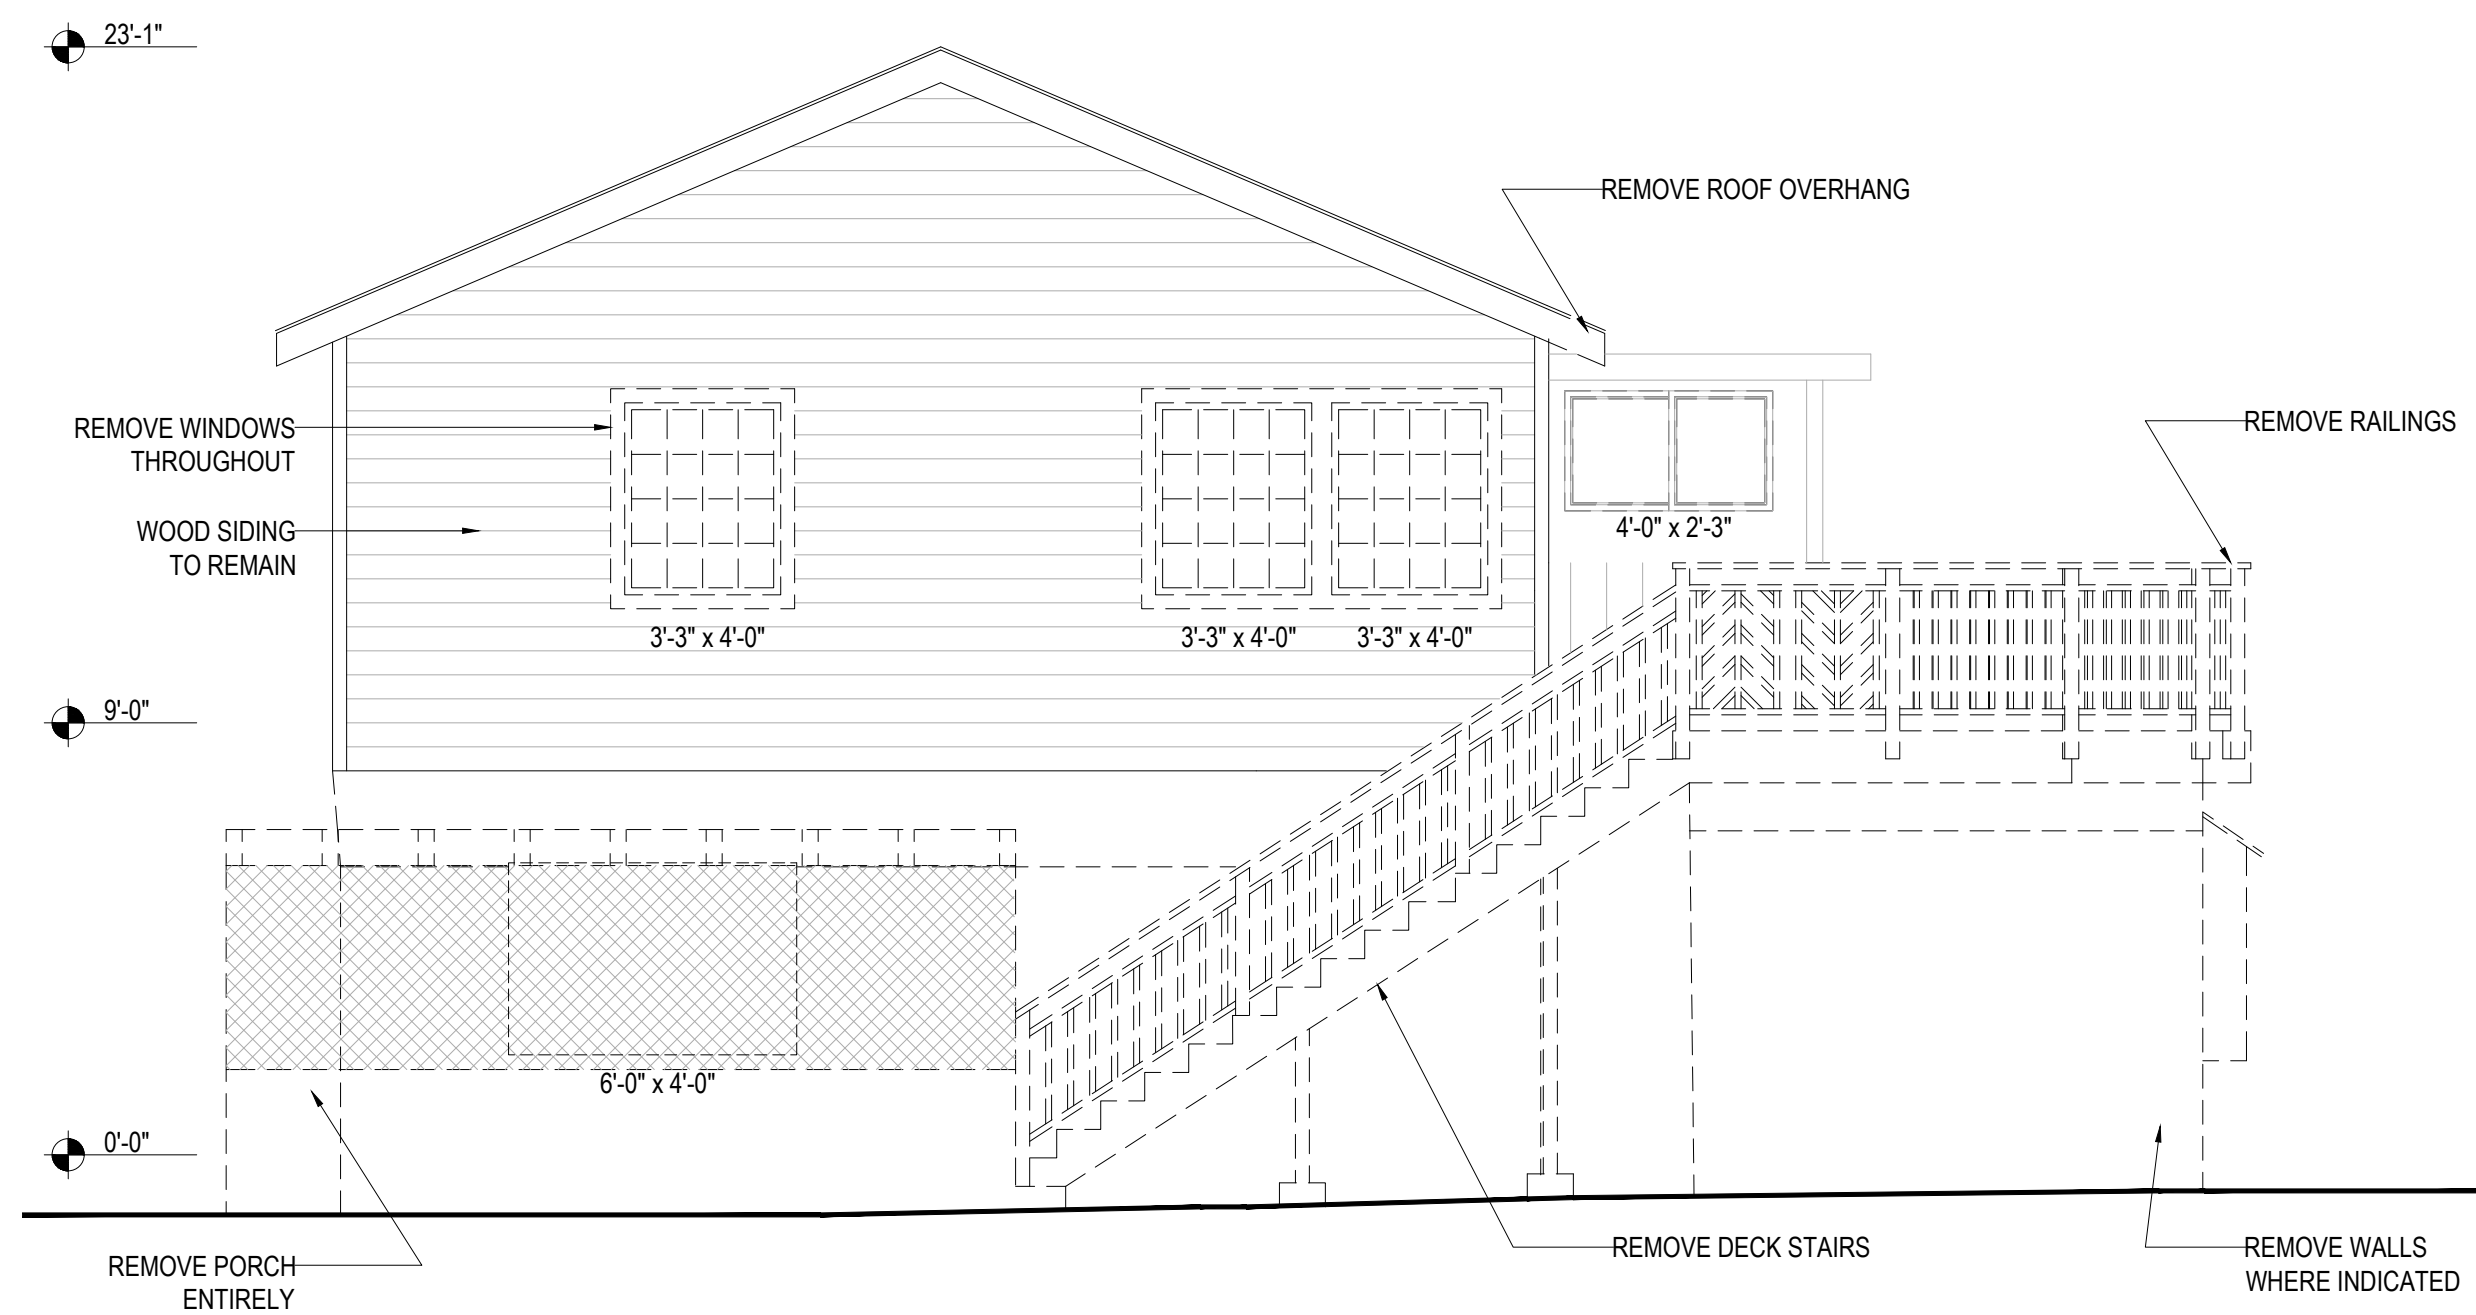 23'-1"
REMOVE ROOF OVERHANG
REMOVE WINDOWS
THROUGHOUT
REMOVE RAILINGS
WOOD SIDING
TO REMAIN
4'-0" x 2'-3"
3'-3" x 4'-0"
3'-3" x 4'-0"
3'-3" x 4'-0"
9'-0"
6'-0" x 4'-0"
0'-0"
REMOVE PORCH
ENTIRELY
REMOVE DECK STAIRS
REMOVE WALLS
WHERE INDICATED